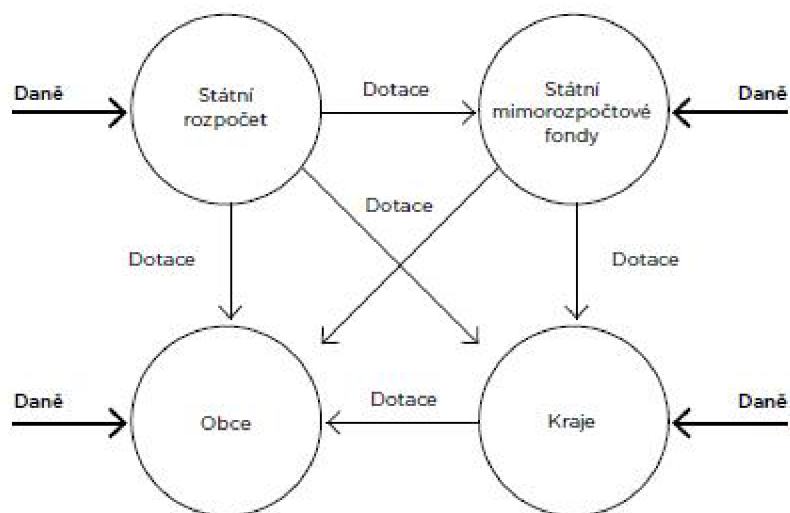 Daně
Státní
rozpočet
Dotace
Státní
mimorozpočtové
fondy
Daně
Dotace
Dotace
Dotace
Daně
Obce
Dotace
Kraje
Daně